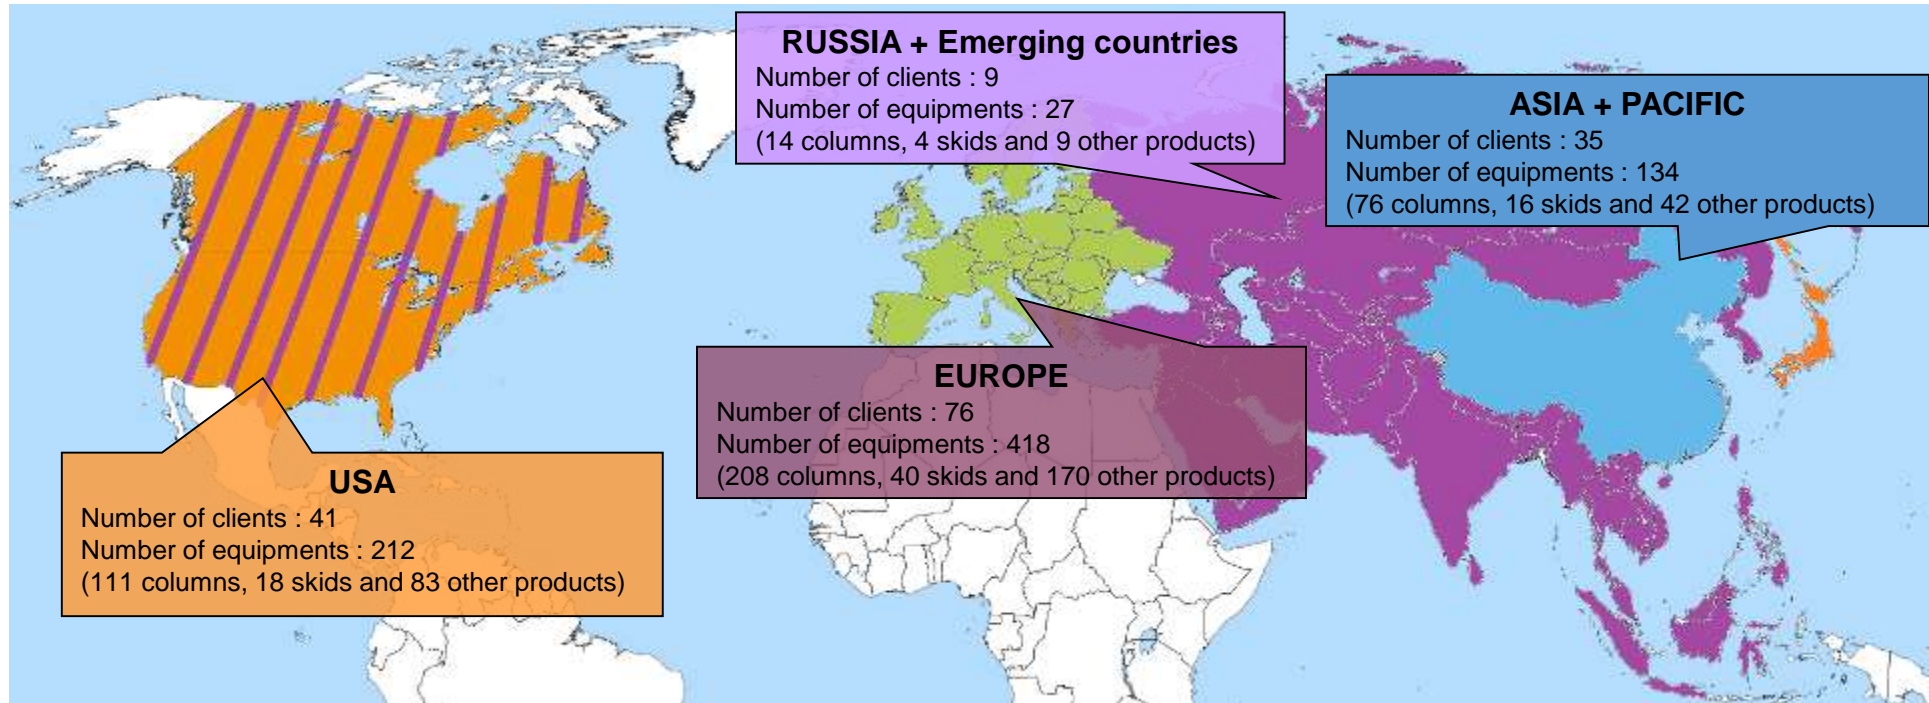 RUSSIA + Emerging countries
Number of clients : 9
Number of equipments : 27
(14 columns, 4 skids and 9 other products)
ASIA + PACIFIC
Number of clients : 35
Number of equipments : 134
(76 columns, 16 skids and 42 other products)
EUROPE
Number of clients : 76
Number of equipments : 418
(208 columns, 40 skids and 170 other products)
USA
Number of clients : 41
Number of equipments : 212
(111 columns, 18 skids and 83 other products)